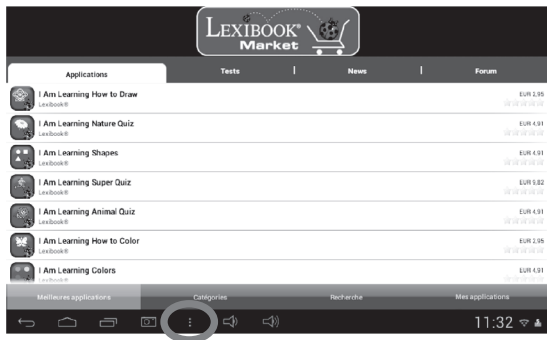 LEXIBOOK®
Market
Applications Tests News Forum
I Am Learning How to Draw EUR 2,95
Lexibook®
I Am Learning Nature Quiz EUR 4,91
Lexibook®
I Am Learning Shapes EUR 4,91
Lexibook®
I Am Learning Super Quiz EUR 9,82
Lexibook®
I Am Learning Animal Quiz EUR 4,91
Lexibook®
I Am Learning How to Color EUR 2,95
Lexibook®
I Am Learning Colors EUR 4,91
Lexibook®
Meilleures applications Catégories Recherche Mes applications
11:32